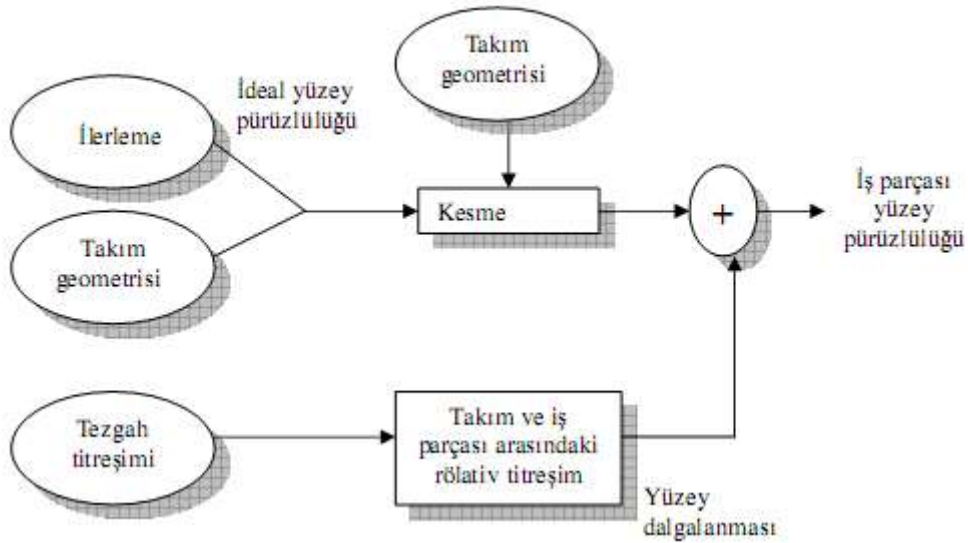 Takım
geometrisi
İdeal yüzey
pürüzlülüğü
İlerleme
Kesme
+
İş parçası
yüzey
pürüzlülüğü
Takım
geometrisi
Tezgah
titreşimi
Takım ve iş
parçası arasındaki
rölativ titreşim
Yüzey
dalgalanması